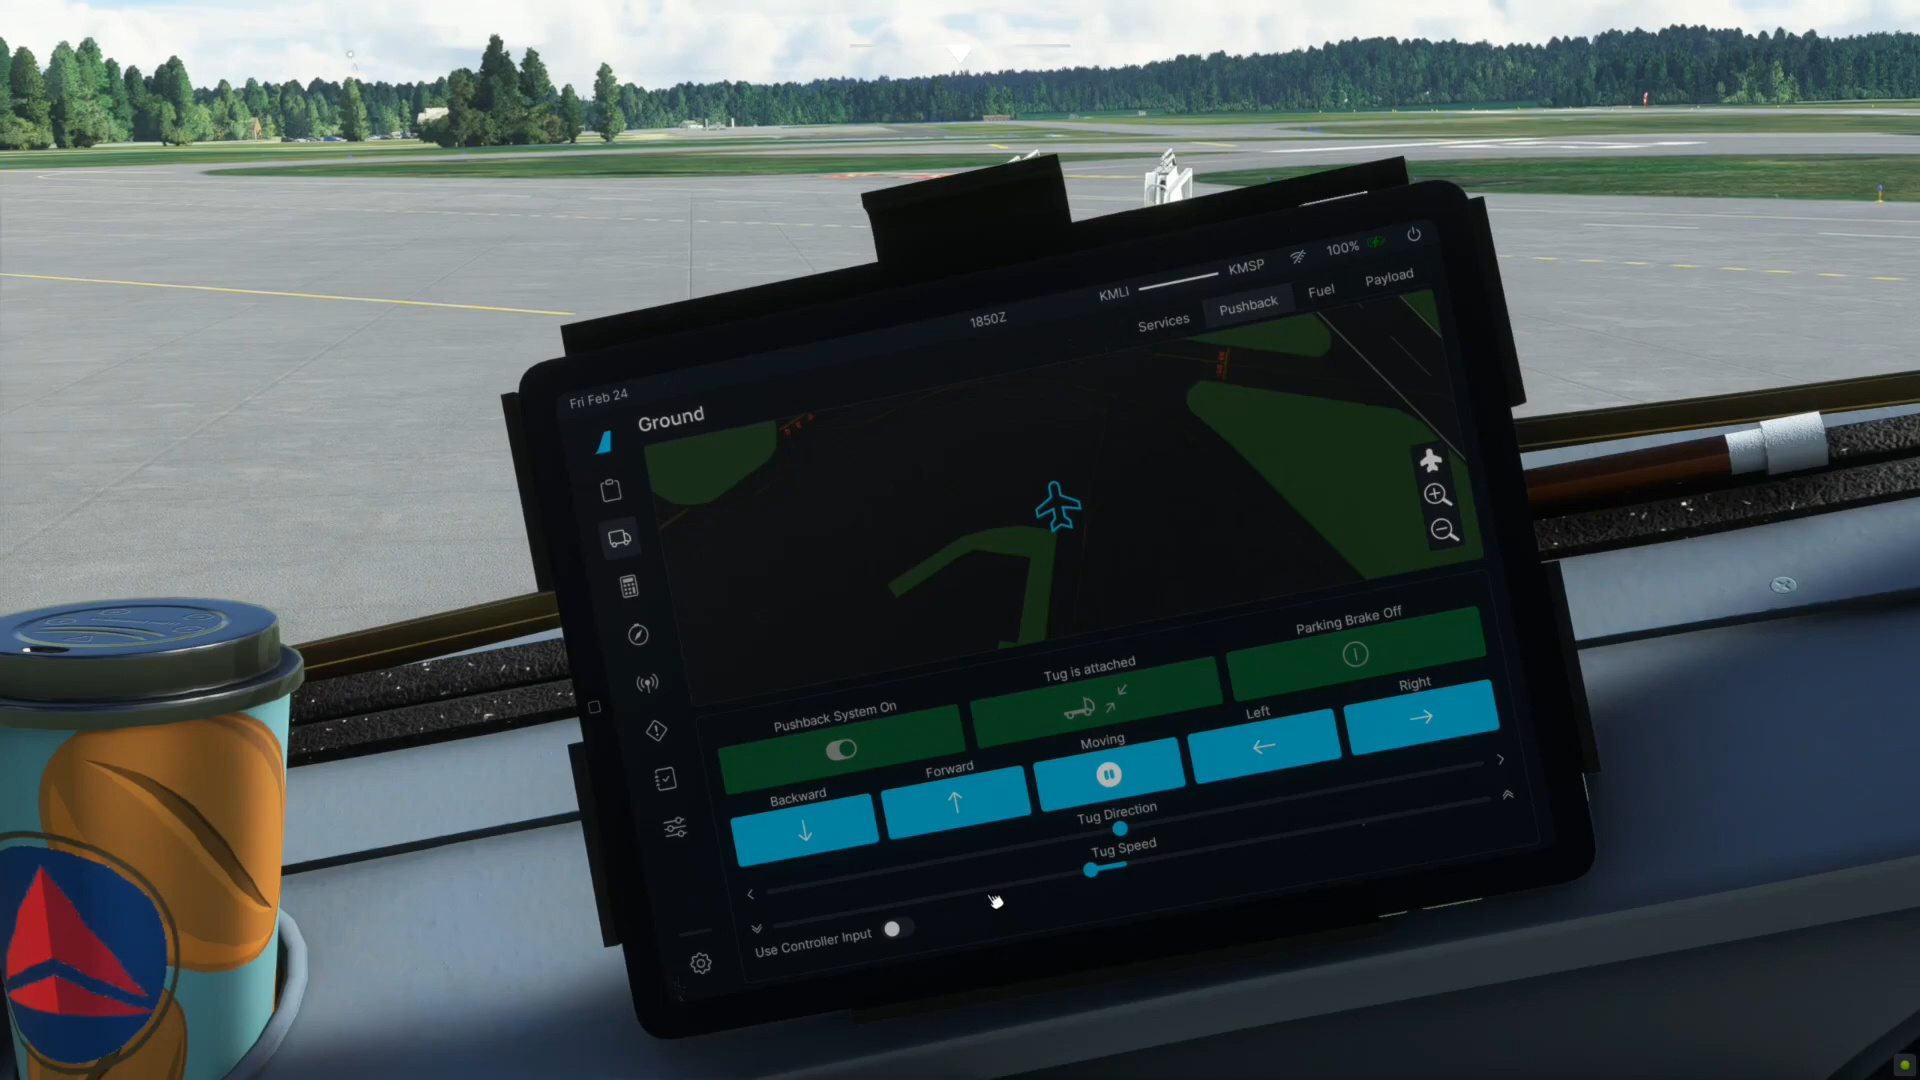 KMLI KMSP 100%
1850Z
Services Pushback Fuel Payload
Fri Feb 24
Ground
Parking Brake Off
Tug is attached
Pushback System On
Right
Left
Moving
Forward
Backward
Tug Direction
Tug Speed
Use Controller Input